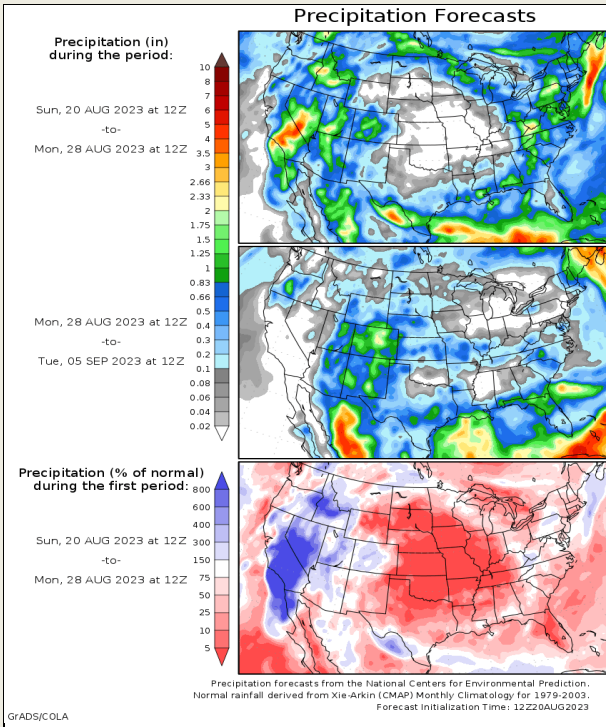 Precipitation Forecasts
Precipitation (in)
during the period:
Sun, 20 AUG 2023 at 12Z
-to-
Mon, 28 AUG 2023 at 12Z
10
8
7
6
5
4
3.5
3
2.66
2.33
2
1.75
1.5
1.25
1
0.83
0.66
0.5
0.4
0.3
0.2
0.1
0.08
0.06
0.04
0.02
Mon, 28 AUG 2023 at 12Z
-to-
Tue, 05 SEP 2023 at 12Z
Precipitation (% of normal)
during the first period:
Sun, 20 AUG 2023 at 12Z
-to-
Mon, 28 AUG 2023 at 12Z
800
600
400
300
150
75
50
25
10
5
Precipitation forecasts from the National Centers for Environmental Prediction.
Normal rainfall derived from Xie-Arkin (CMAP) Monthly Climatology for 1979-2003.
Forecast Initialization Time: 12Z20AUG2023
GrADS/COLA